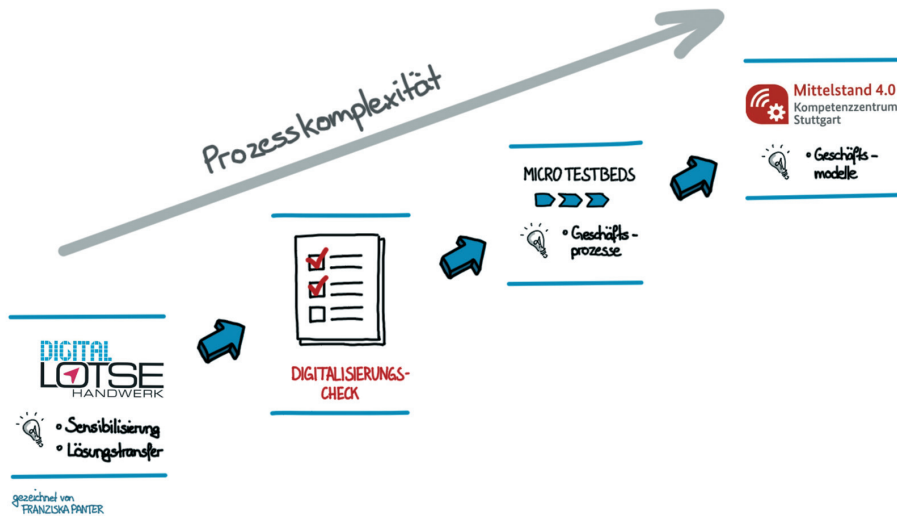 Prozesskomplexität
Mittelstand 4.0
Kompetenzzentrum
Stuttgart
• Geschäfts-
modelle
MICRO TESTBEDS
• Geschäfts-
prozesse
DIGITALISIERUNGS-
CHECK
DIGITAL
LOTSE
HANDWERK
• Sensibilisierung
• Lösungstransfer
gezeichnet von
FRANZISKA PANTER